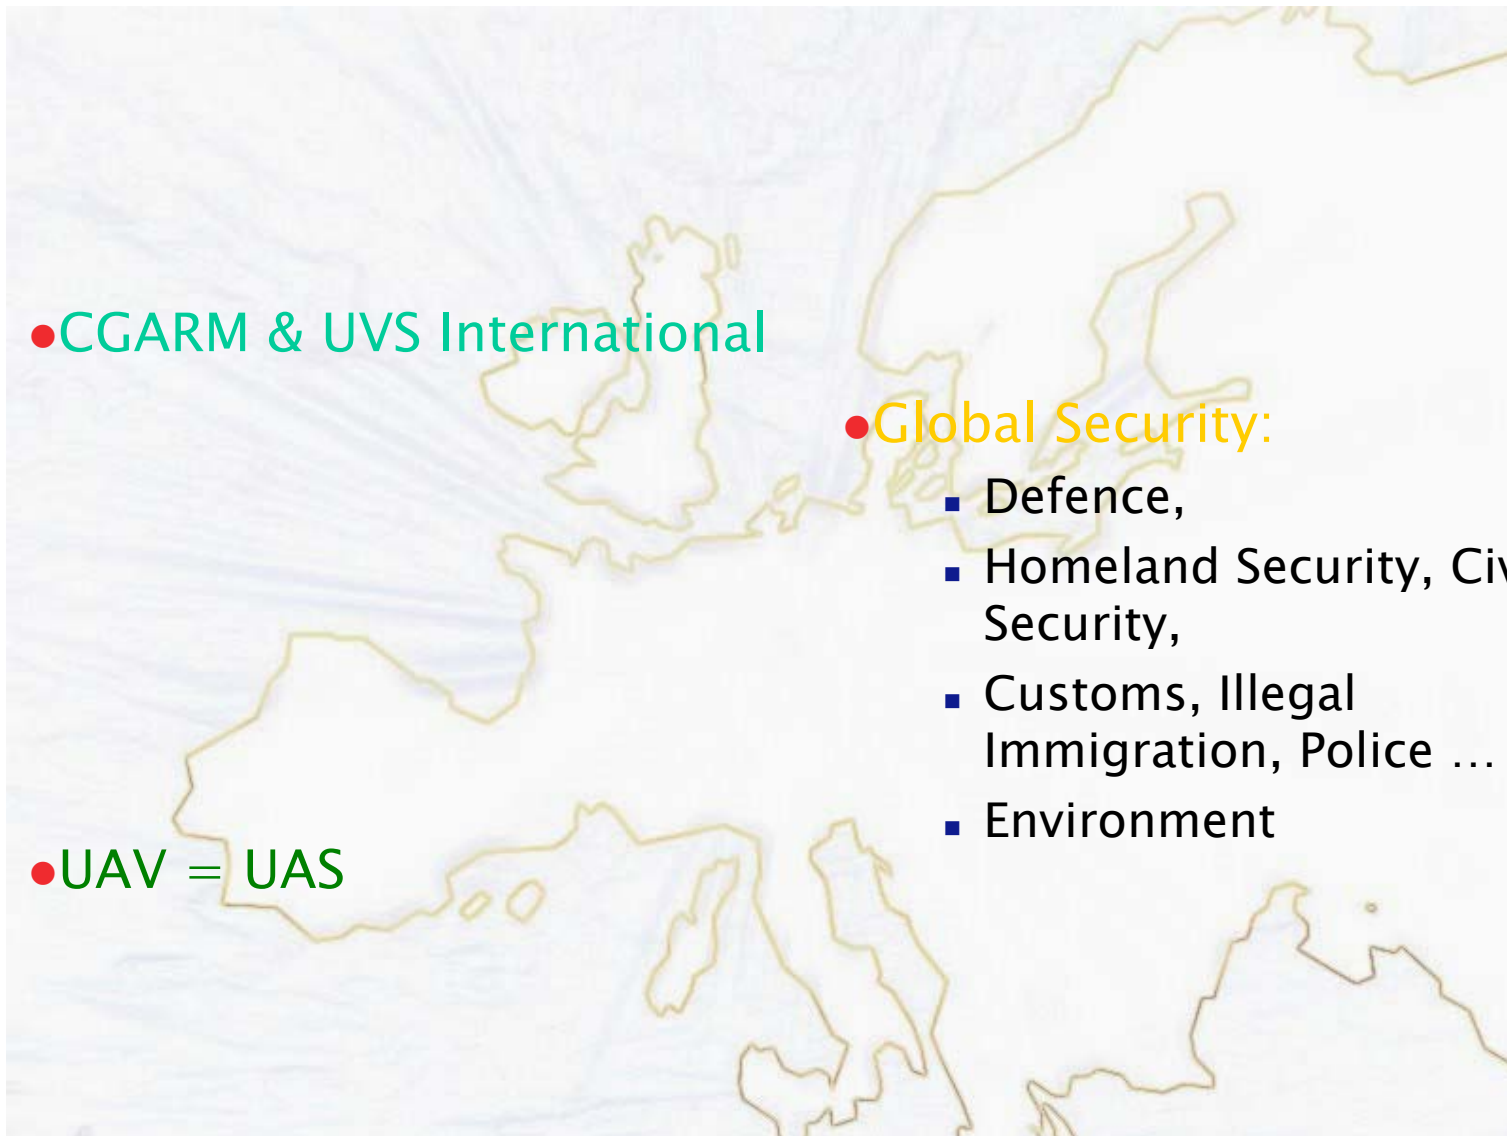 ●CGARM & UVS International
●Global Security:
▪ Defence,
▪ Homeland Security, Civ
Security,
▪ Customs, Illegal
Immigration, Police …
▪ Environment
●UAV = UAS